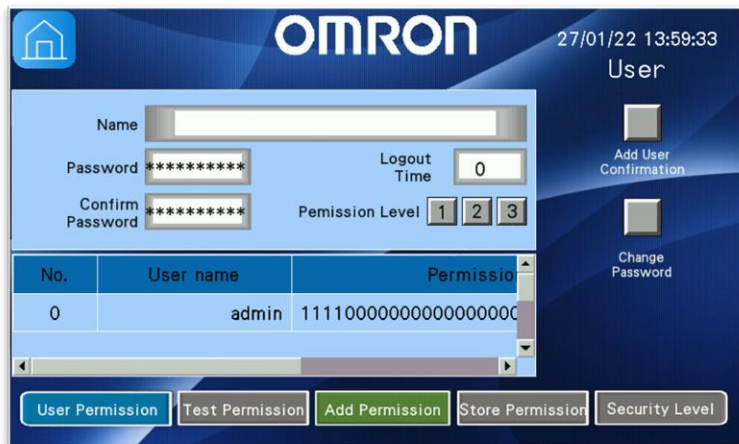 OMRON
27/01/22 13:59:33
User
Name
Password **********
Logout Time 0
Confirm Password **********
Pemission Level 1 2 3
Add User Confirmation
Change Password
No. User name Permissio
0 admin 11110000000000000000
User Permission Test Permission Add Permission Store Permission Security Level